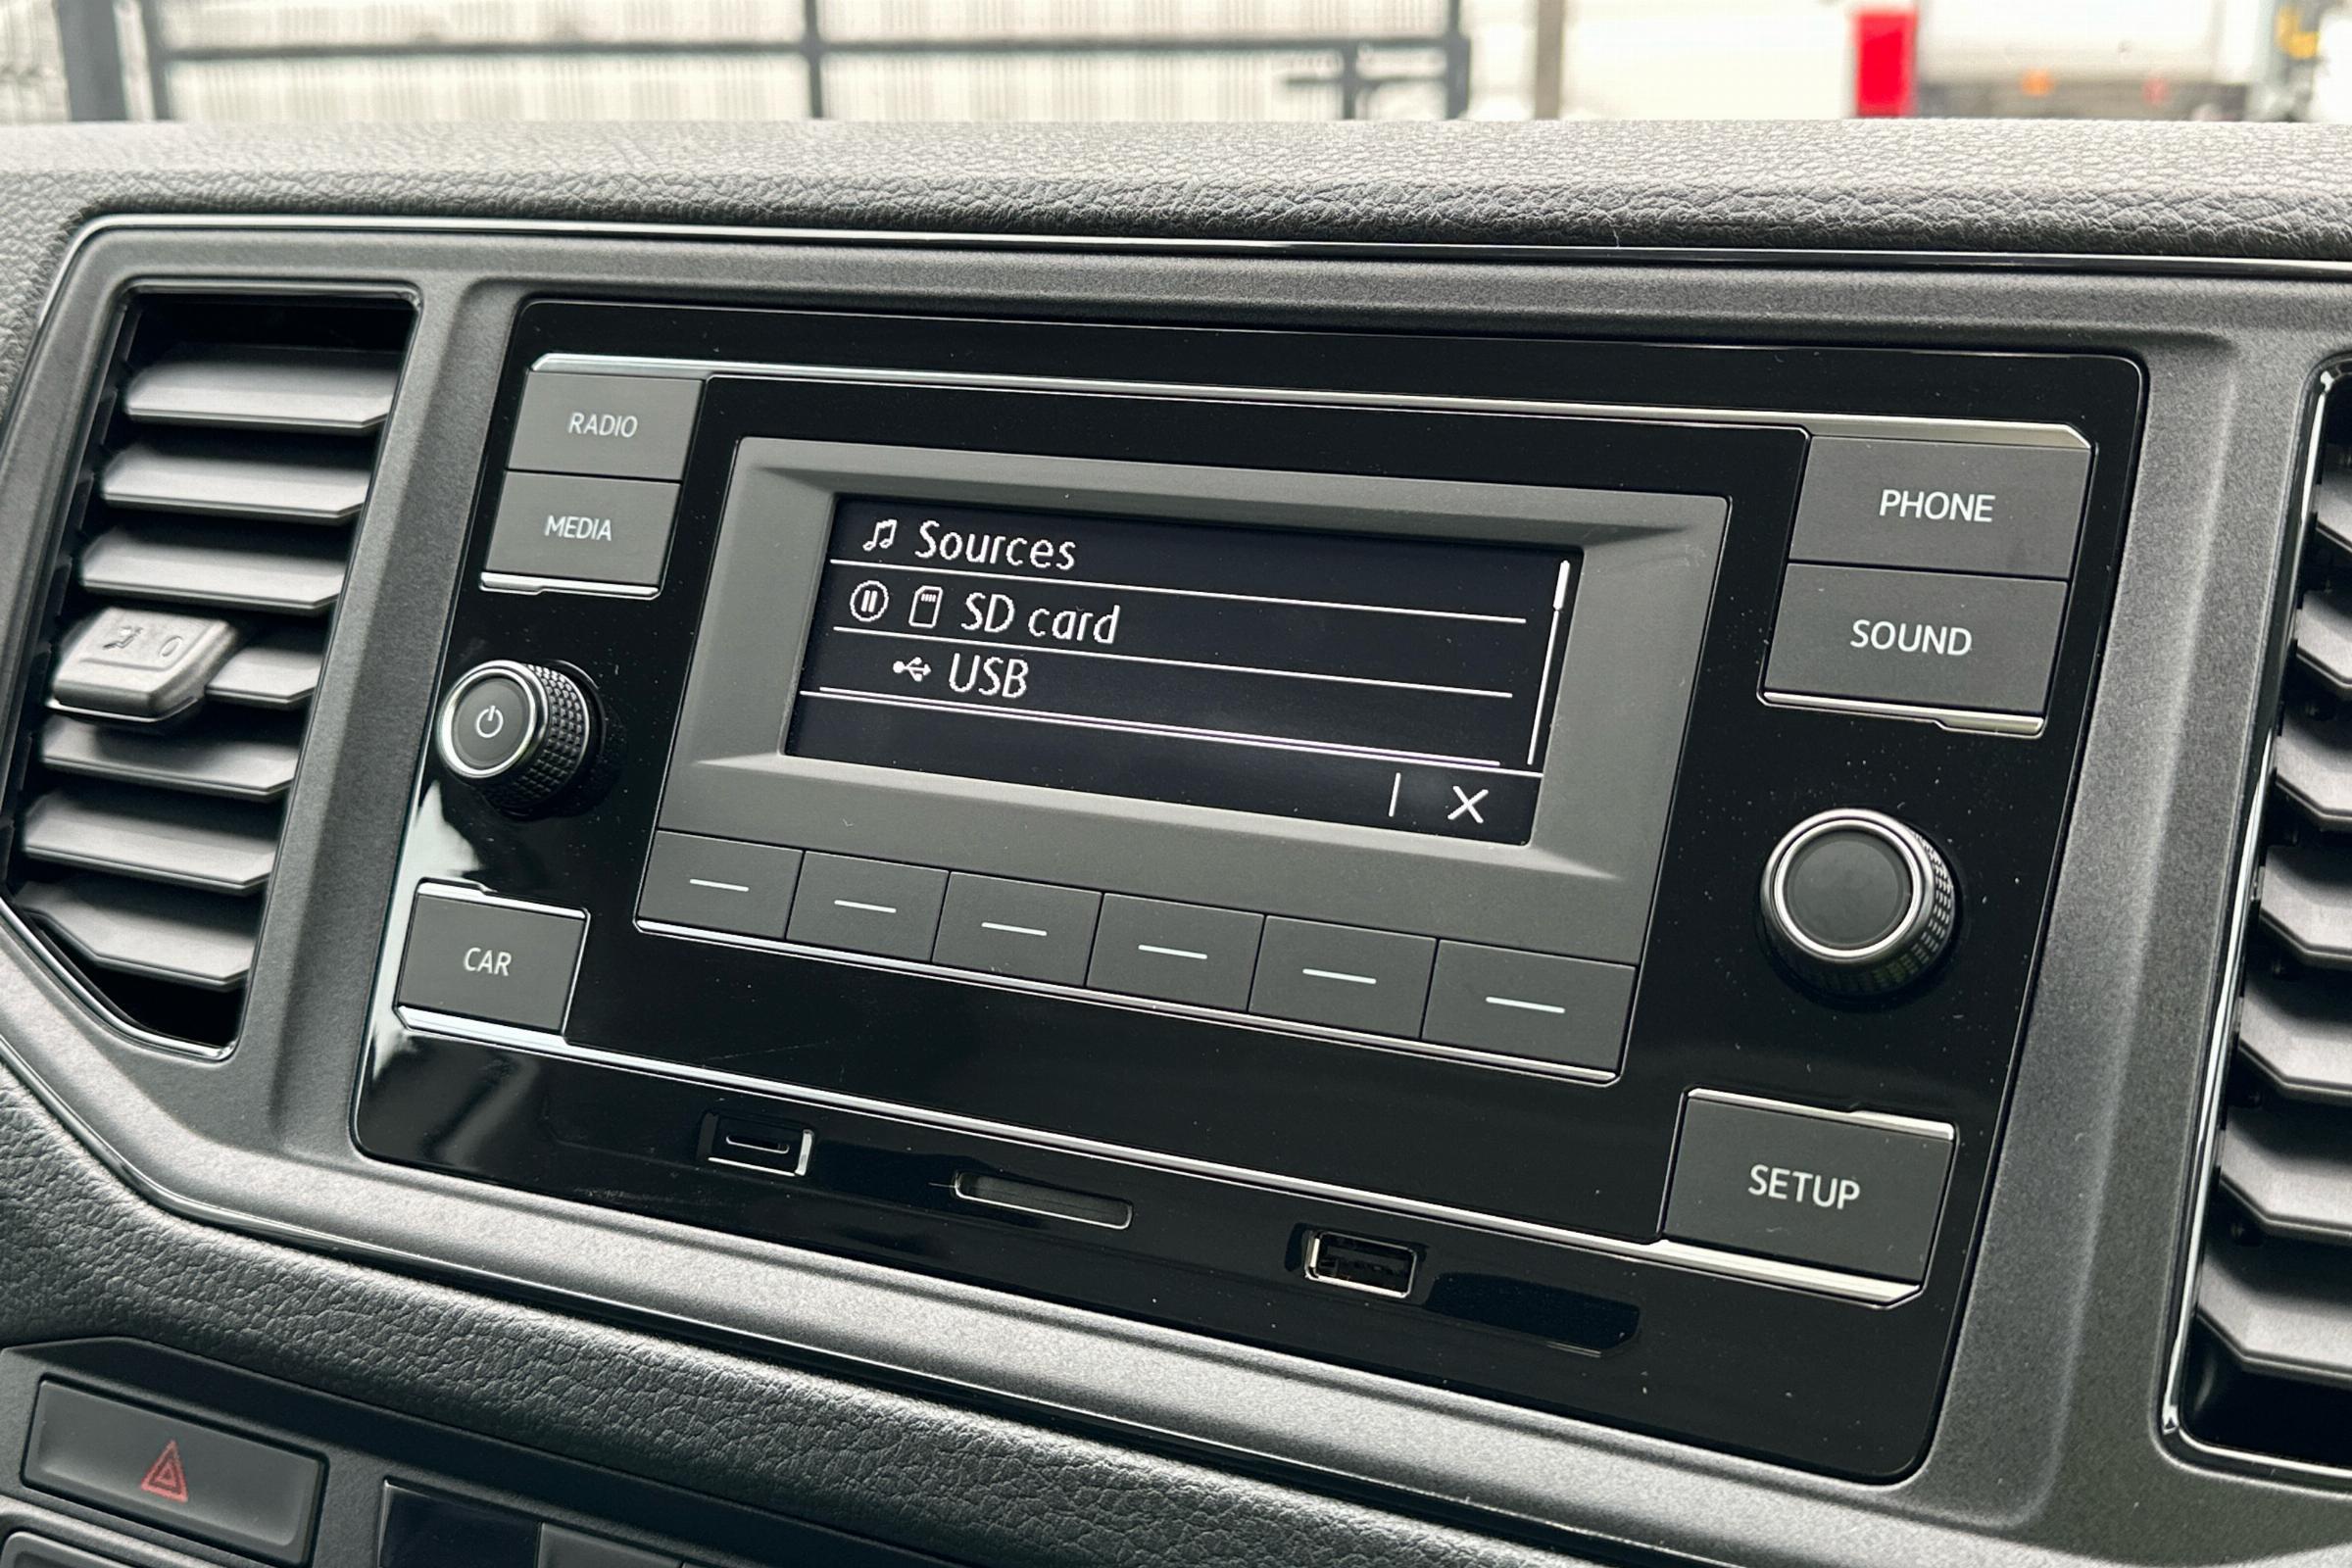 RADIO
MEDIA
PHONE
SOUND
Sources
SD card
USB
X
CAR
SETUP